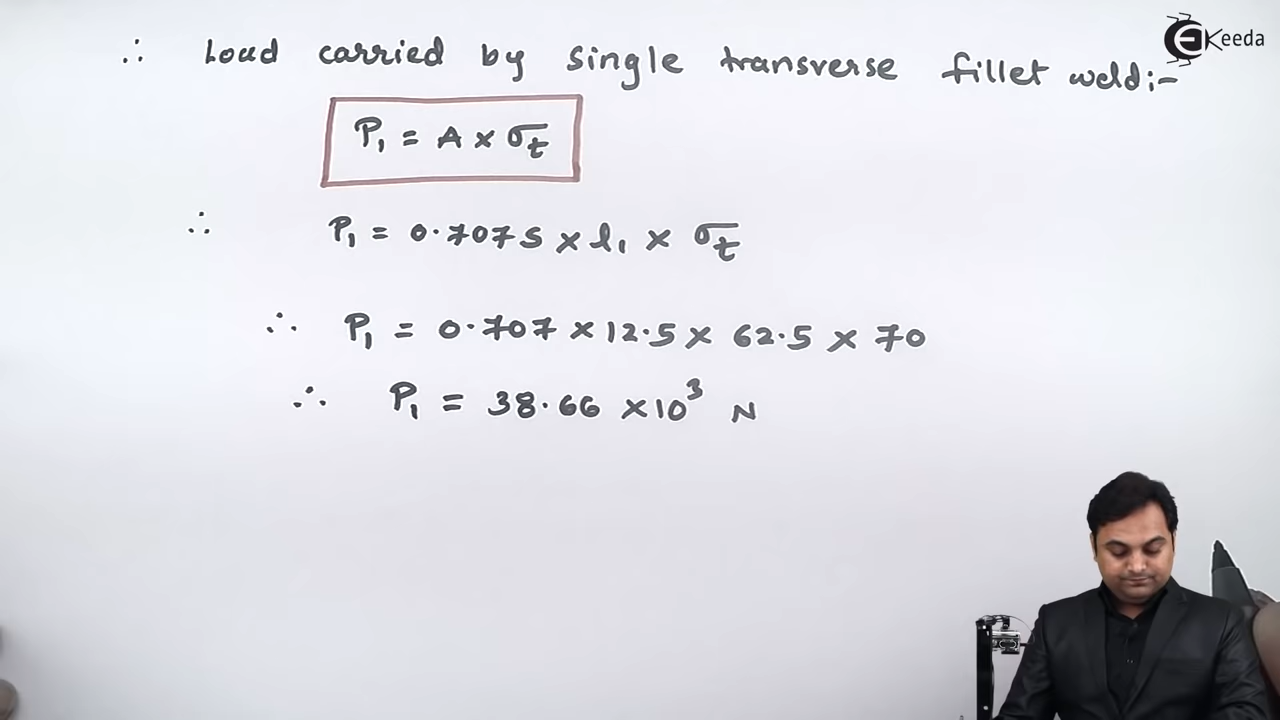 ∴ Load carried by single transverse fillet weld:-
P₁ = A × σt
∴ P₁ = 0.707 S × l₁ × σt
∴ P₁ = 0.707 × 12.5 × 62.5 × 70
∴ P₁ = 38.66 × 10³ N
EKeeda